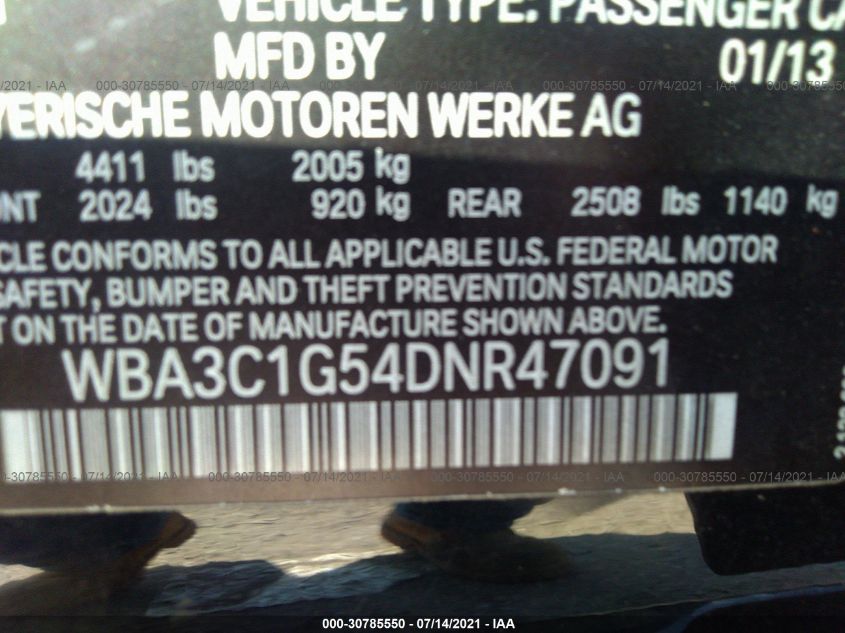 VEHICLE TYPE: PASSENGER CA
MFD BY 01/13
000-30785550 - 07/14/2021 - IAA
YERISCHE MOTOREN WERKE AG
4411 lbs 2005 kg
NT 2024 lbs 920 kg REAR 2508 lbs 1140 kg
CLE CONFORMS TO ALL APPLICABLE U.S. FEDERAL MOTOR
SAFETY, BUMPER AND THEFT PREVENTION STANDARDS
T ON THE DATE OF MANUFACTURE SHOWN ABOVE.
WBA3C1G54DNR47091
000-30785550 - 07/14/2021 - IAA
000-30785550 - 07/14/2021 - IAA